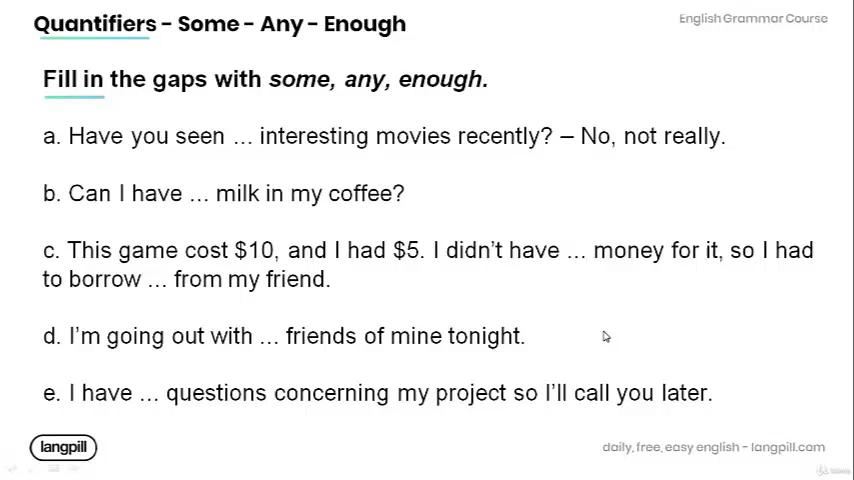 Quantifiers - Some - Any - Enough
English Grammar Course
Fill in the gaps with some, any, enough.
a. Have you seen ... interesting movies recently? – No, not really.
b. Can I have ... milk in my coffee?
c. This game cost $10, and I had $5. I didn't have ... money for it, so I had
to borrow ... from my friend.
d. I'm going out with ... friends of mine tonight.
e. I have ... questions concerning my project so I'll call you later.
langpill
daily, free, easy english - langpill.com